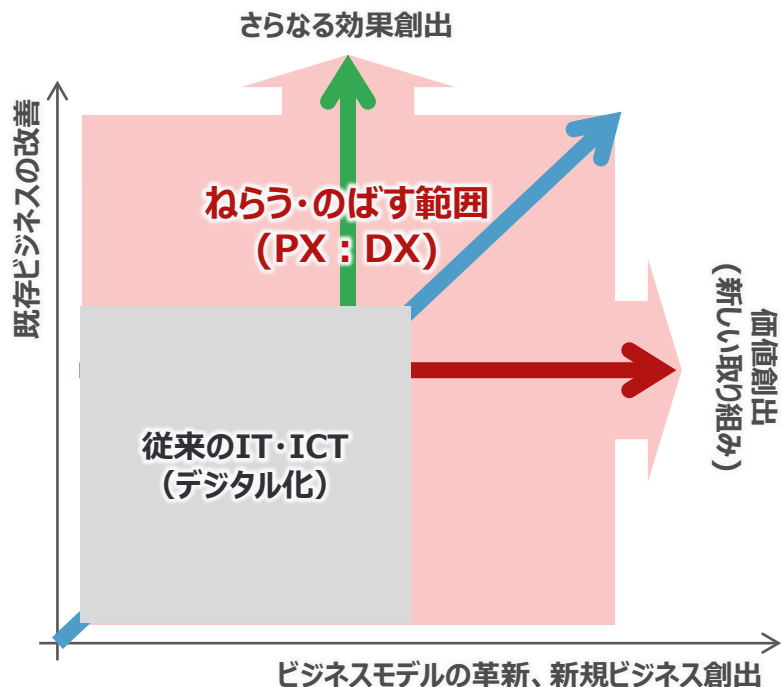 さらなる効果創出
既存ビジネスの改善
ねらう・のばす範囲
(PX：DX)
価値創出
(新しい取り組み)
従来のIT・ICT
(デジタル化)
ビジネスモデルの革新、新規ビジネス創出